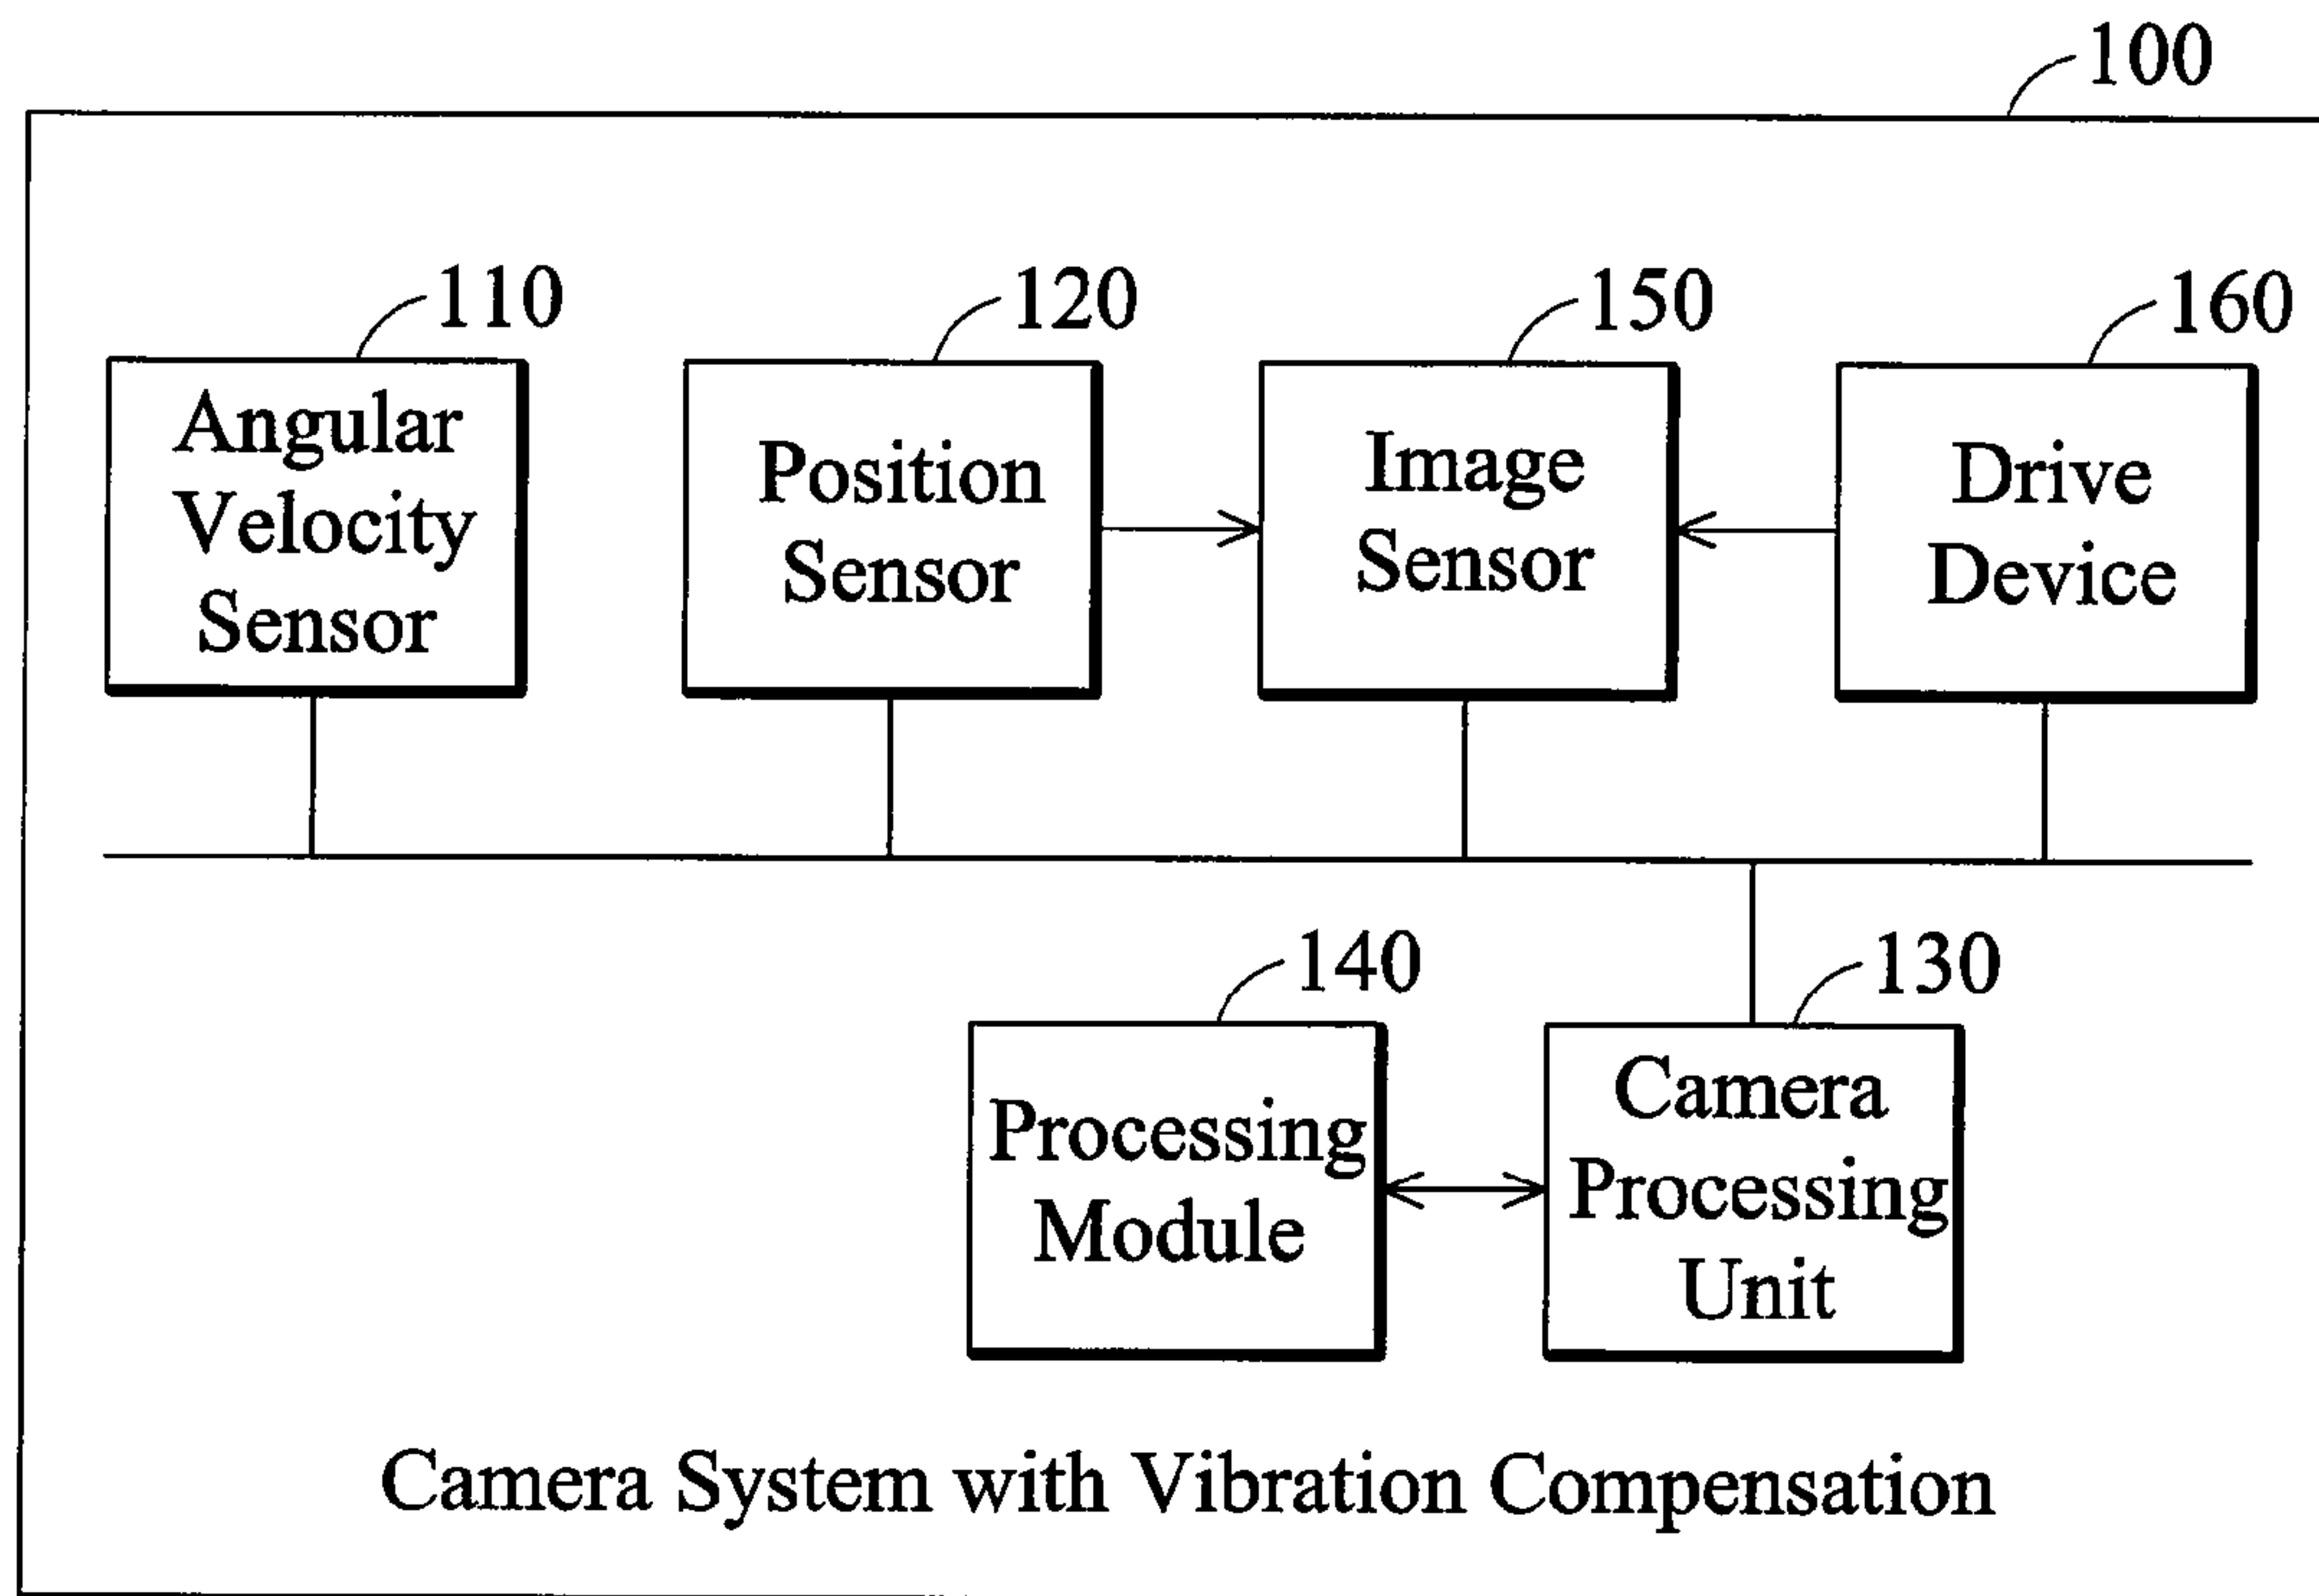 100
110
120
150
160
Angular
Velocity
Sensor
Position
Sensor
Image
Sensor
Drive
Device
140
130
Processing
Module
Camera
Processing
Unit
Camera System with Vibration Compensation